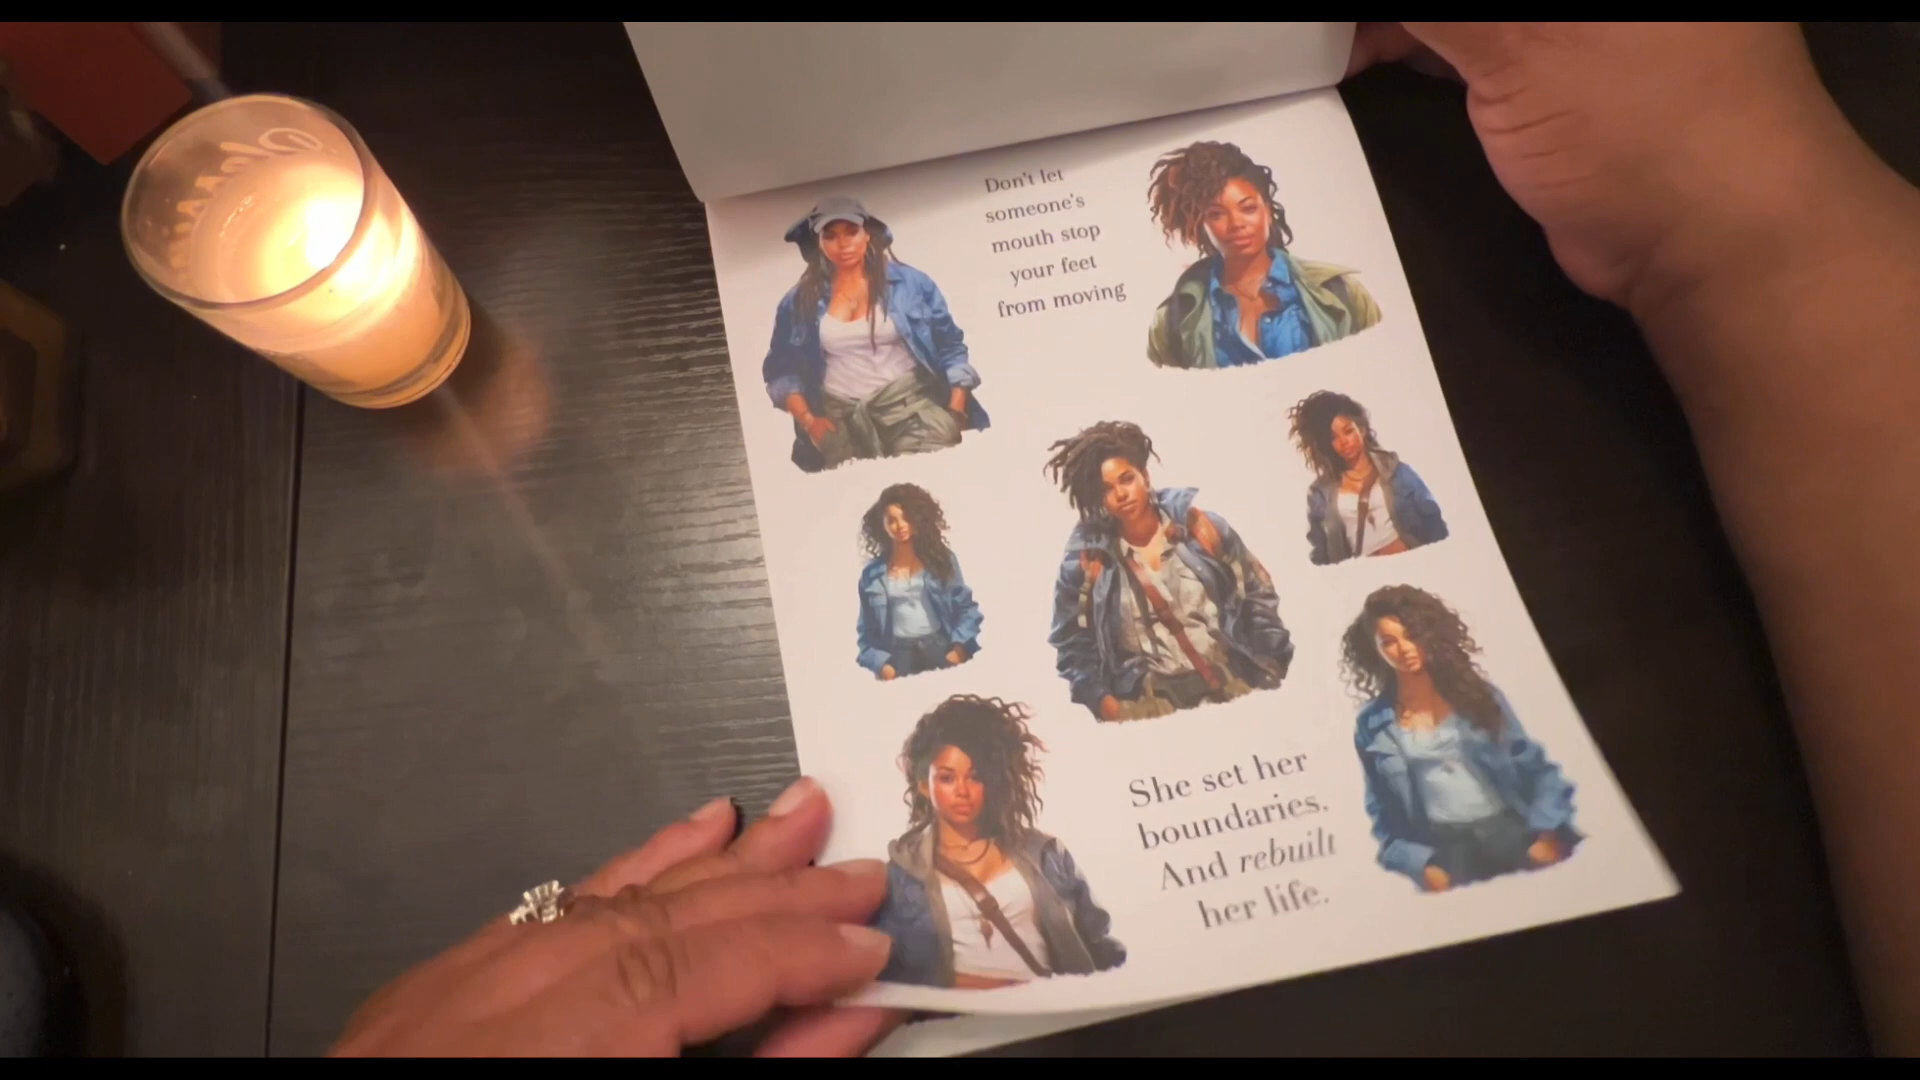 Don't let
someone's
mouth stop
your feet
from moving
She set her
boundaries.
And rebuilt
her life.